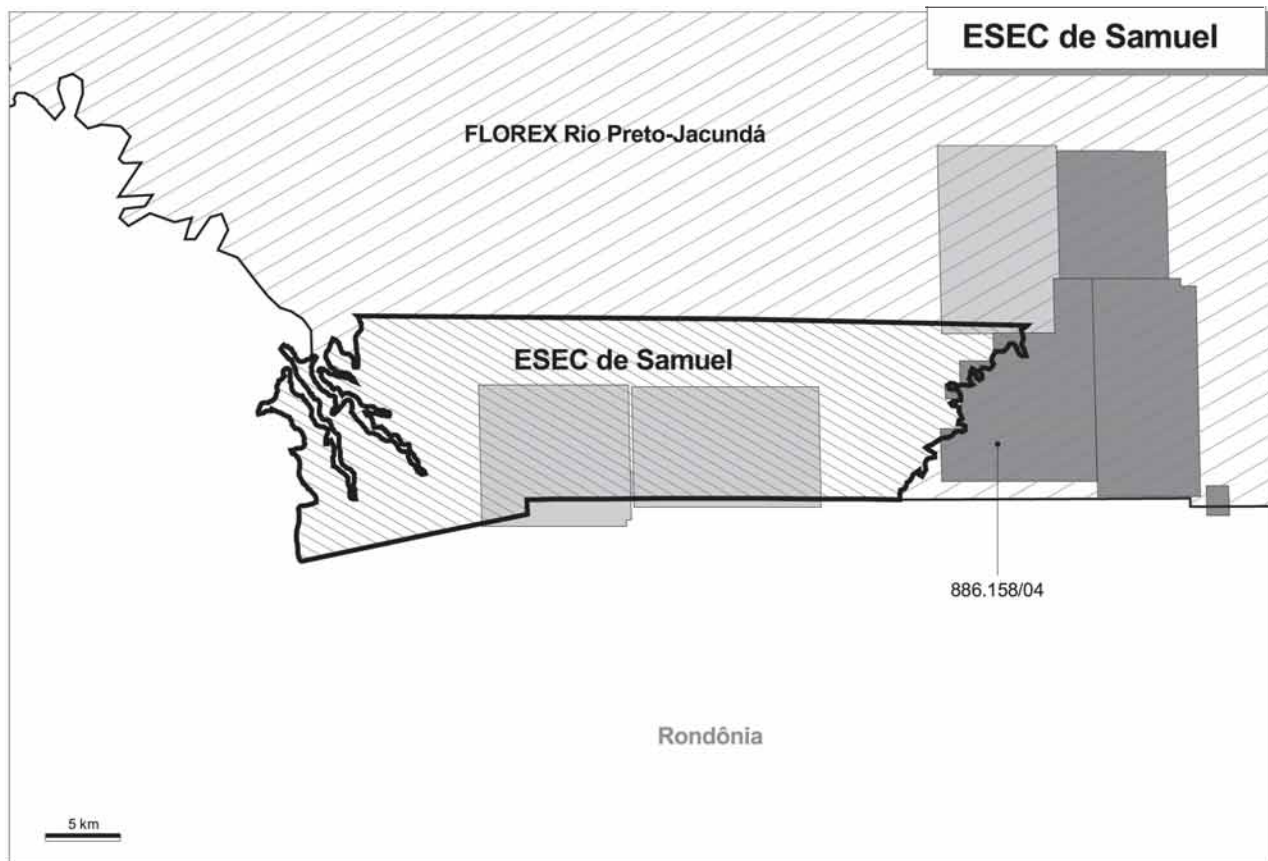 ESEC de Samuel
FLOREX Rio Preto-Jacundá
ESEC de Samuel
886.158/04
Rondônia
5 km